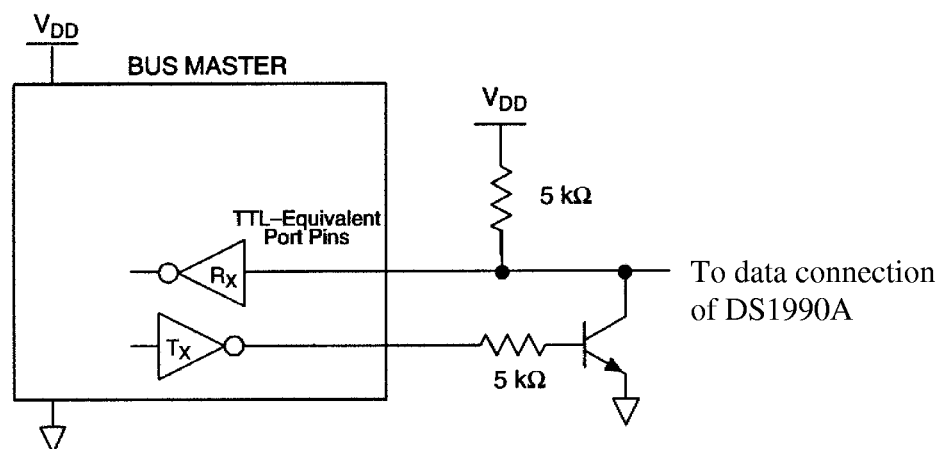 VDD
BUS MASTER
VDD
5 kΩ
TTL–Equivalent
Port Pins
RX
To data connection
of DS1990A
TX
5 kΩ